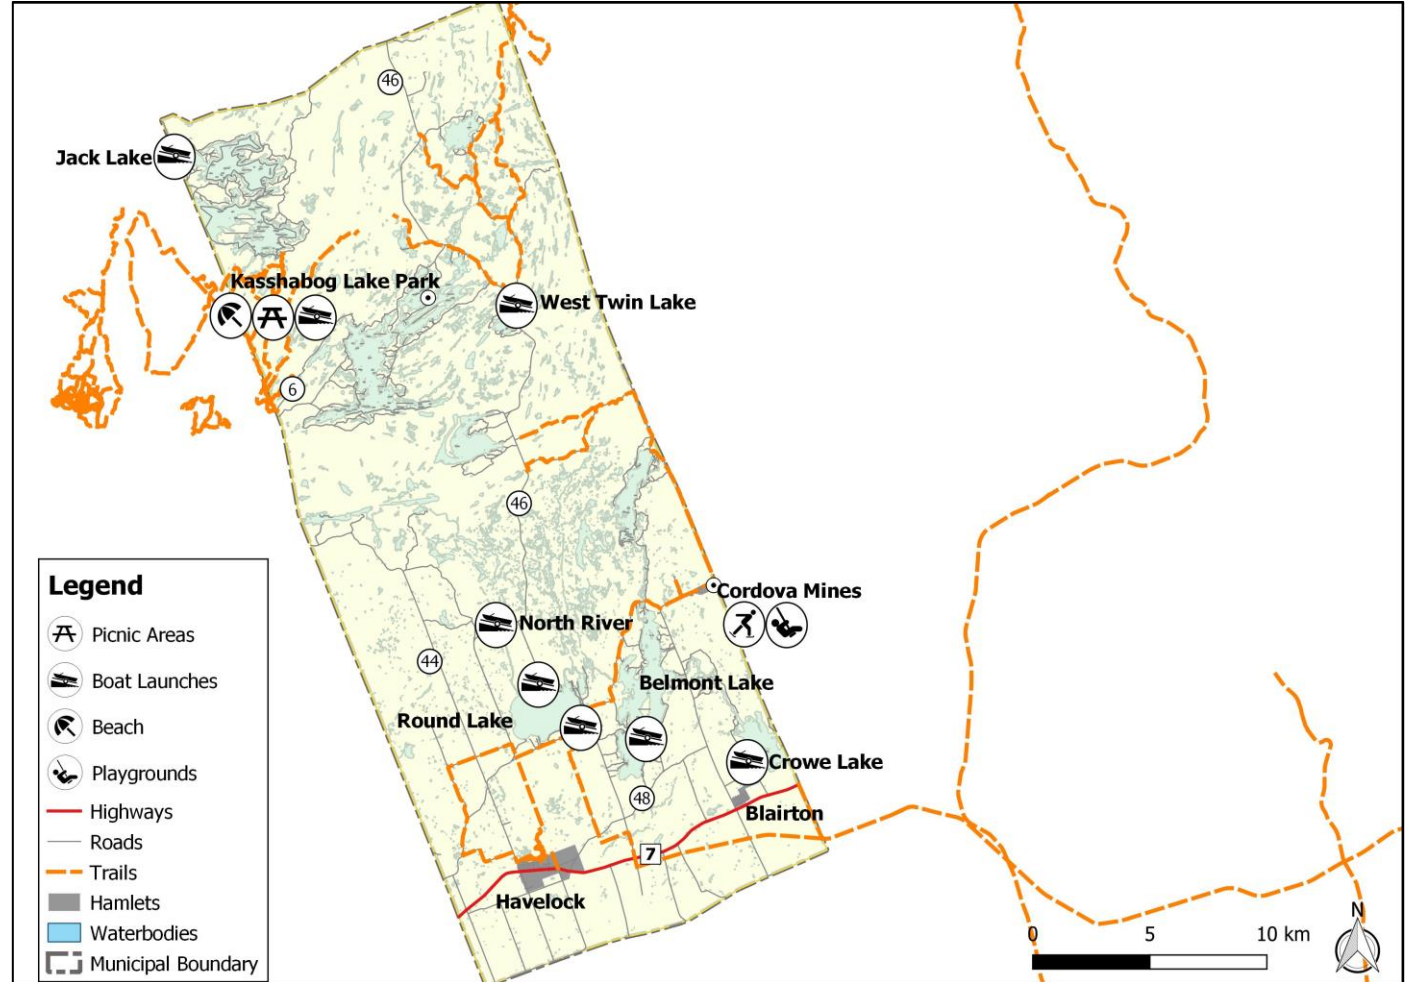 46
Jack Lake
Kasshabog Lake Park
West Twin Lake
6
46
Cordova Mines
North River
44
Belmont Lake
Round Lake
Crowe Lake
48
Blairton
7
Havelock
Legend
Picnic Areas
Boat Launches
Beach
Playgrounds
Highways
Roads
Trails
Hamlets
Waterbodies
Municipal Boundary
N
0 5 10 km